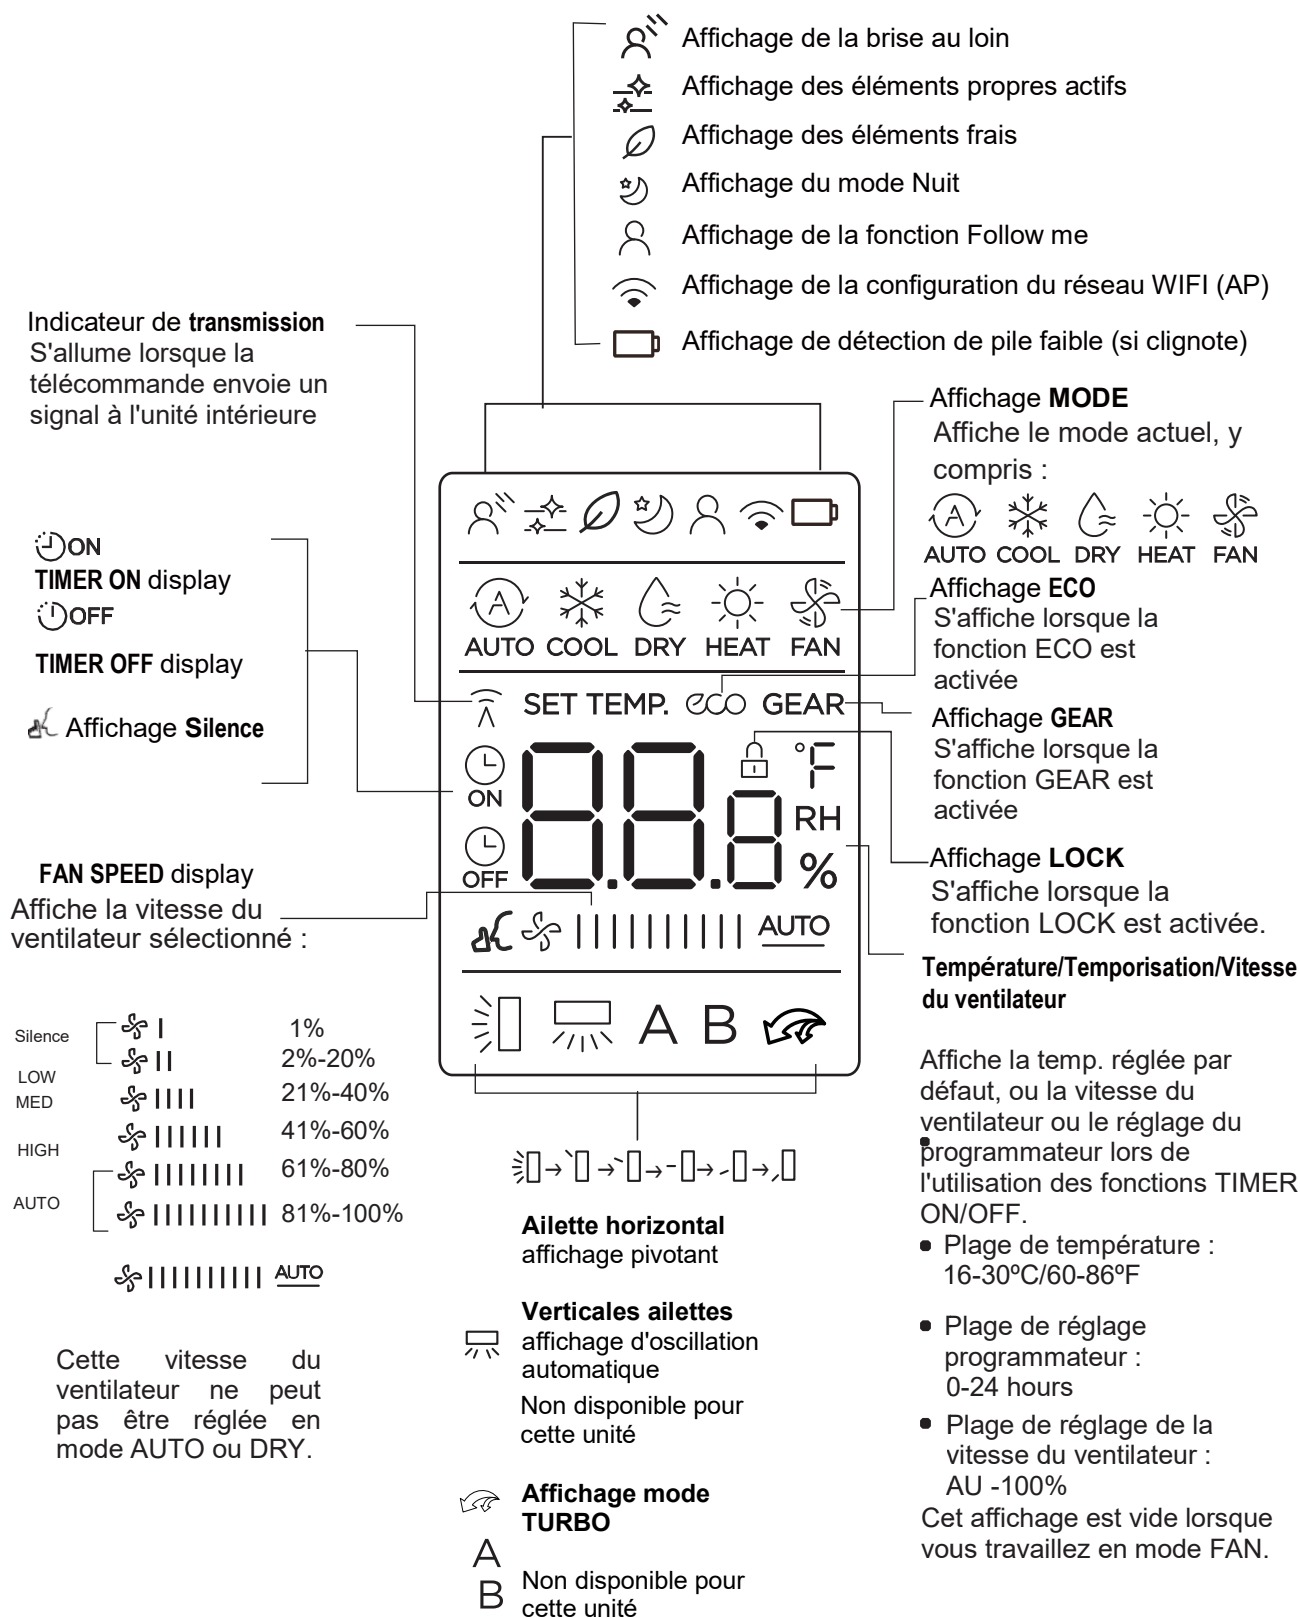 Affichage de la brise au loin
Affichage des éléments propres actifs
Affichage des éléments frais
Affichage du mode Nuit
Affichage de la fonction Follow me
Affichage de la configuration du réseau WIFI (AP)
Affichage de détection de pile faible (si clignote)
Indicateur de transmission
S'allume lorsque la
télécommande envoie un
signal à l'unité intérieure
ON
TIMER ON display
OFF
TIMER OFF display
Affichage Silence
FAN SPEED display
Affiche la vitesse du
ventilateur sélectionné :
Silence
1%
2%-20%
LOW
MED
21%-40%
HIGH
41%-60%
61%-80%
AUTO
81%-100%
AUTO
Cette vitesse du
ventilateur ne peut
pas être réglée en
mode AUTO ou DRY.
AUTO COOL DRY HEAT FAN
SET TEMP. eco GEAR
ON
OFF
88.8
°F
RH
%
AUTO
A B
Ailette horizontal
affichage pivotant
Verticales ailettes
affichage d'oscillation
automatique
Non disponible pour
cette unité
Affichage mode
TURBO
A
B
Non disponible pour
cette unité
Affichage MODE
Affiche le mode actuel, y
compris :
AUTO COOL DRY HEAT FAN
Affichage ECO
S'affiche lorsque la
fonction ECO est
activée
Affichage GEAR
S'affiche lorsque la
fonction GEAR est
activée
Affichage LOCK
S'affiche lorsque la
fonction LOCK est activée.
Température/Temporisation/Vitesse
du ventilateur
Affiche la temp. réglée par
défaut, ou la vitesse du
ventilateur ou le réglage du
programmateur lors de
l'utilisation des fonctions TIMER
ON/OFF.
• Plage de température :
16-30ºC/60-86ºF
• Plage de réglage
programmateur :
0-24 hours
• Plage de réglage de la
vitesse du ventilateur :
AU -100%
Cet affichage est vide lorsque
vous travaillez en mode FAN.